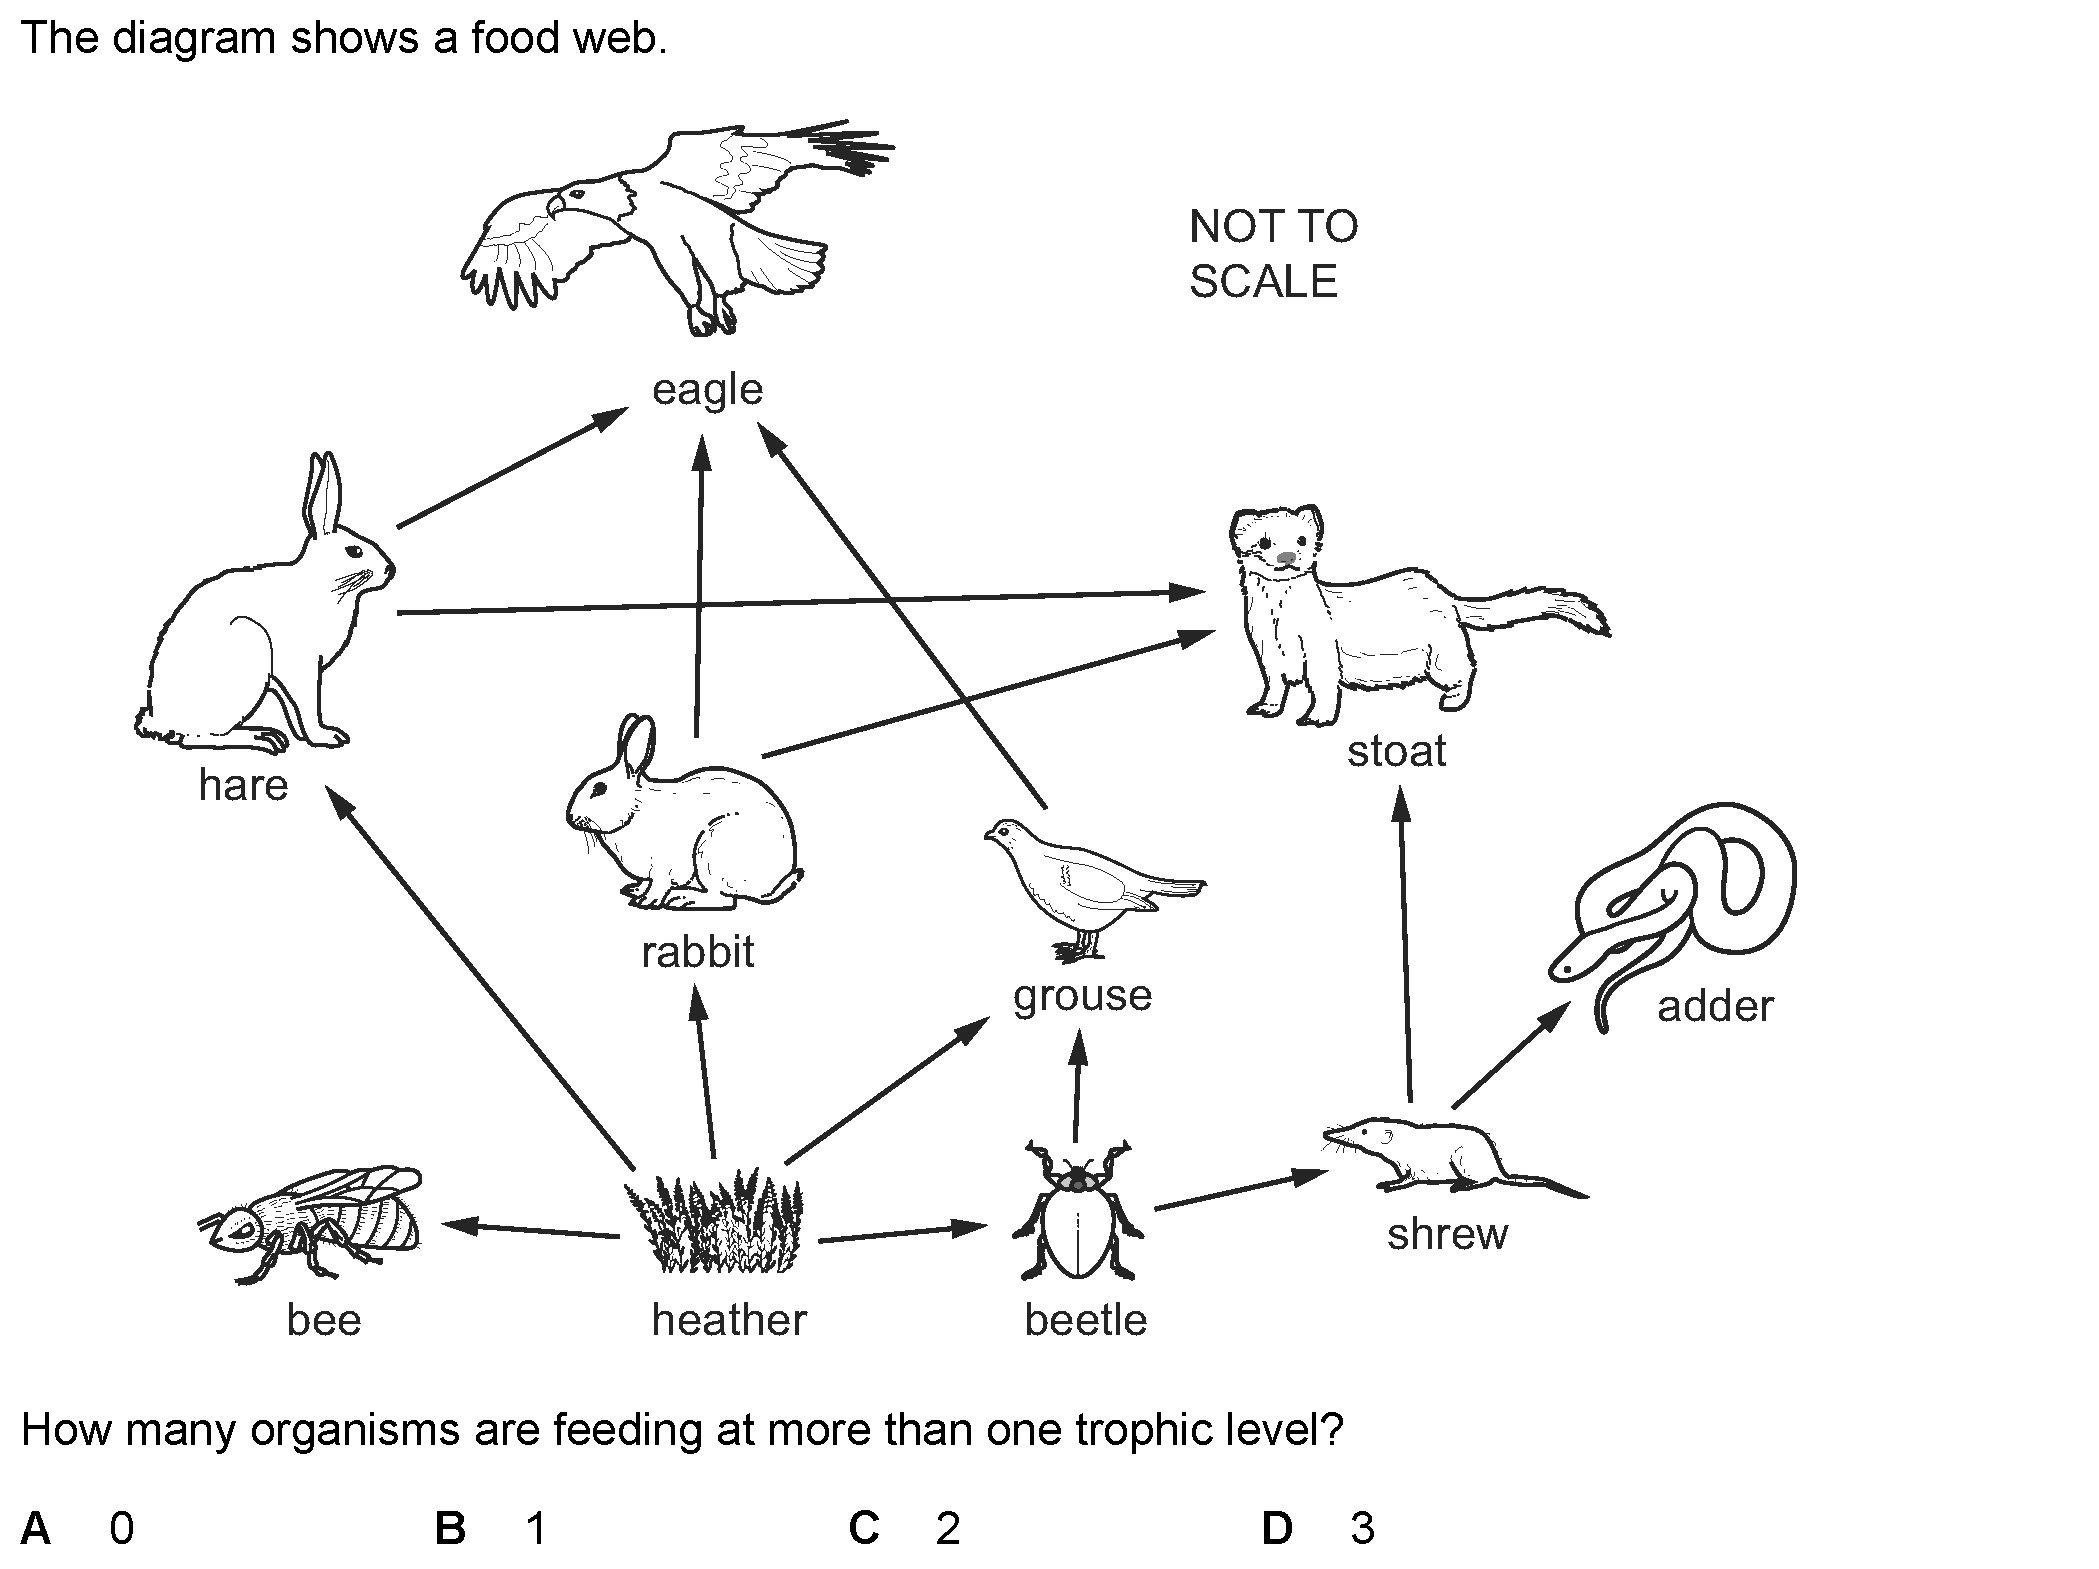 The diagram shows a food web.
NOT TO
SCALE
eagle
stoat
hare
rabbit
grouse
adder
shrew
bee
heather
beetle
How many organisms are feeding at more than one trophic level?
A 0 B 1 C 2 D 3